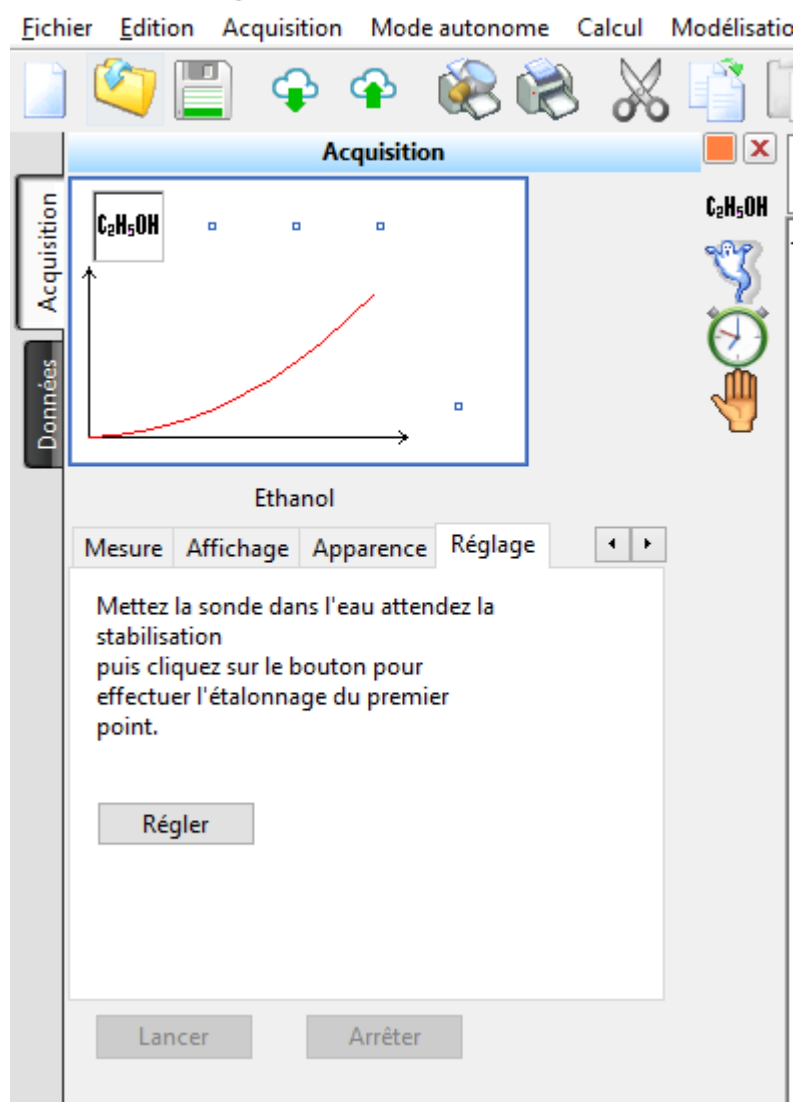 Fichier Edition Acquisition Mode autonome Calcul Modélisatio
Acquisition
C₂H₅OH
C₂H₅OH
Acquisition
Données
Ethanol
Mesure Affichage Apparence Réglage
Mettez la sonde dans l'eau attendez la
stabilisation
puis cliquez sur le bouton pour
effectuer l'étalonnage du premier
point.
Régler
Lancer Arrêter